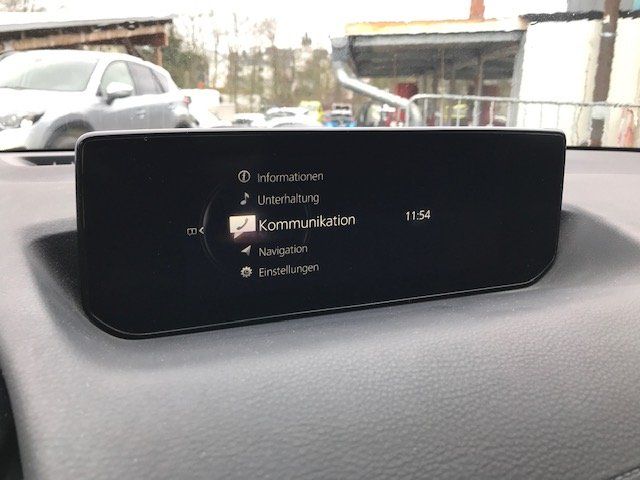 Informationen
Unterhaltung
Kommunikation
11:54
Navigation
Einstellungen